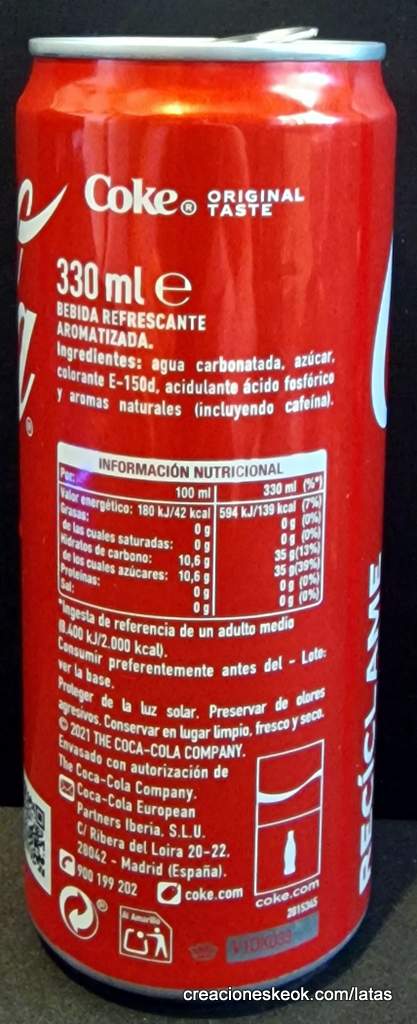 Coke® ORIGINAL TASTE
330 ml e
BEBIDA REFRESCANTE
AROMATIZADA.
Ingredientes: agua carbonatada, azúcar,
colorante E-150d, acidulante ácido fosfórico
y aromas naturales (incluyendo cafeína).
INFORMACIÓN NUTRICIONAL
Por: 100 ml 330 ml (%*)
Valor energético: 180 kJ/42 kcal 594 kJ/139 kcal (7%)
Grasas: 0 g 0 g (0%)
de las cuales saturadas: 0 g 0 g (0%)
Hidratos de carbono: 10,6 g 35 g(13%)
de los cuales azúcares: 10,6 g 35 g(39%)
Proteínas: 0 g 0 g (0%)
Sal: 0 g 0 g (0%)
*Ingesta de referencia de un adulto medio
(8.400 kJ/2.000 kcal).
Consumir preferentemente antes del - Lote:
ver la base.
Proteger de la luz solar. Preservar de olores
agresivos. Conservar en lugar limpio, fresco y seco.
© 2021 THE COCA-COLA COMPANY.
Envasado con autorización de
The Coca-Cola Company.
Coca-Cola European
Partners Iberia, S.L.U.
C/ Ribera del Loira 20-22.
28042 - Madrid (España).
900 199 202 coke.com
coke.com
2815365
Al Amarillo
RECÍCLAME
creacioneskeok.com/latas